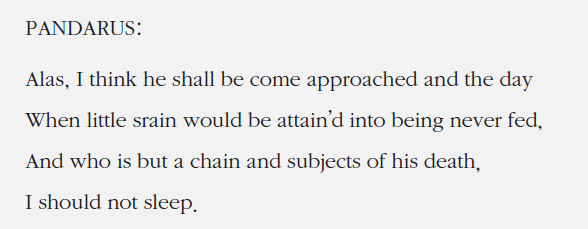 PANDARUS:
Alas, I think he shall be come approached and the day
When little srain would be attain'd into being never fed,
And who is but a chain and subjects of his death,
I should not sleep.